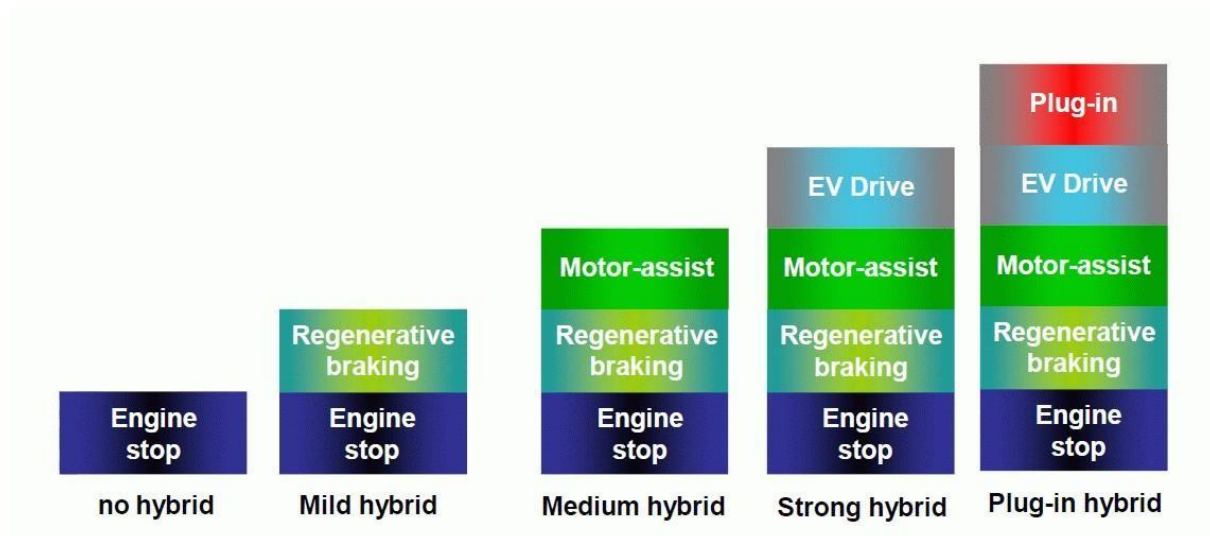 Plug-in
EV Drive
EV Drive
Motor-assist
Motor-assist
Motor-assist
Regenerative
braking
Regenerative
braking
Regenerative
braking
Regenerative
braking
Engine
stop
Engine
stop
Engine
stop
Engine
stop
Engine
stop
no hybrid
Mild hybrid
Medium hybrid
Strong hybrid
Plug-in hybrid